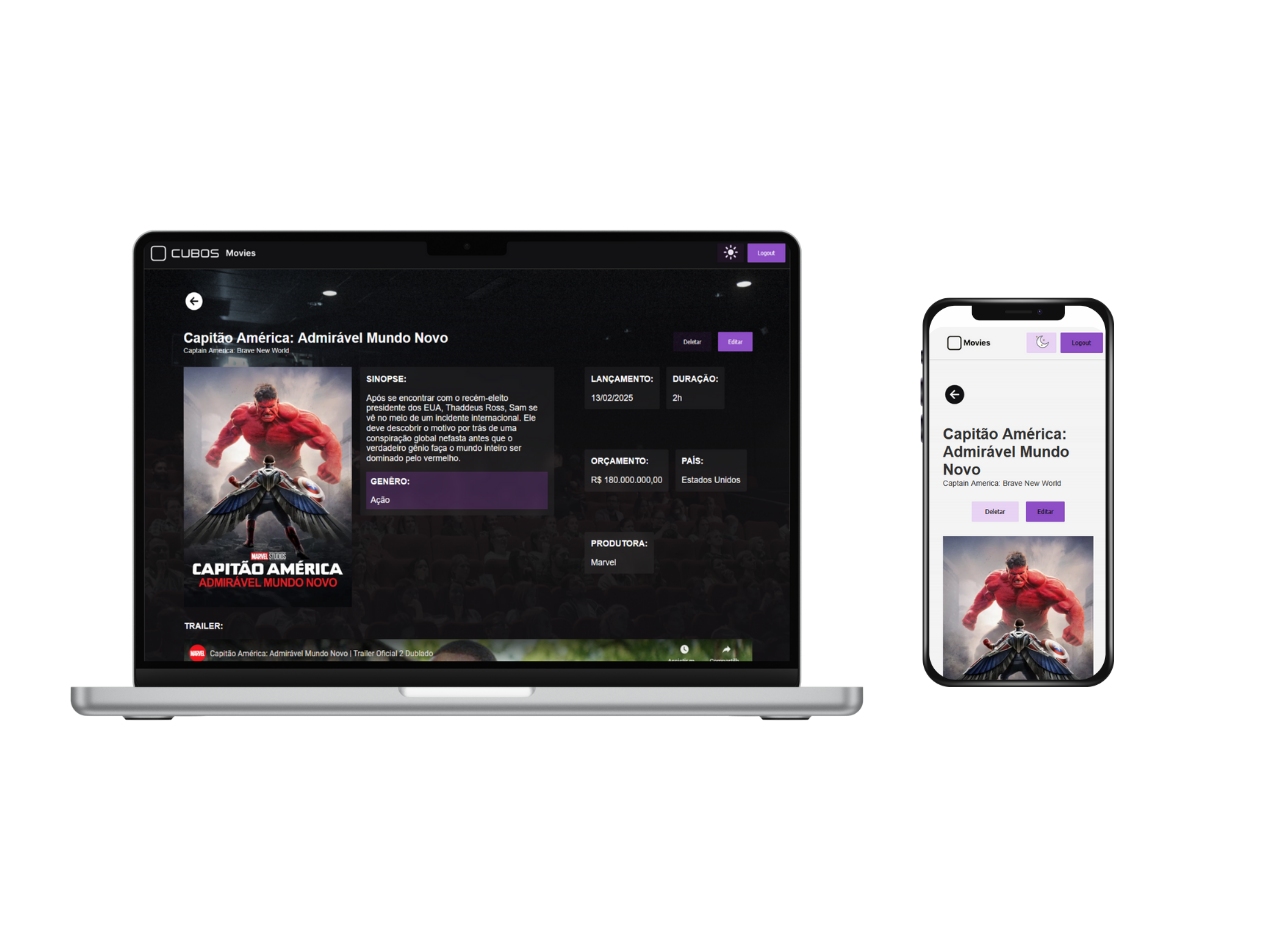 CUBOS Movies
Logout
Capitão América: Admirável Mundo Novo
Captain America: Brave New World
Deletar
Editar
MARVEL STUDIOS
CAPITÃO AMÉRICA
ADMIRÁVEL MUNDO NOVO
SINOPSE:
Após se encontrar com o recém-eleito
presidente dos EUA, Thaddeus Ross, Sam se
vê no meio de um incidente internacional. Ele
deve descobrir o motivo por trás de uma
conspiração global nefasta antes que o
verdadeiro gênio faça o mundo inteiro ser
dominado pelo vermelho.
GENÊRO:
Ação
LANÇAMENTO:
13/02/2025
DURAÇÃO:
2h
ORÇAMENTO:
R$ 180.000.000,00
PAÍS:
Estados Unidos
PRODUTORA:
Marvel
TRAILER:
MARVEL
Capitão América: Admirável Mundo Novo | Trailer Oficial 2 Dublado
Movies
Logout
Capitão América:
Admirável Mundo
Novo
Captain America: Brave New World
Deletar
Editar